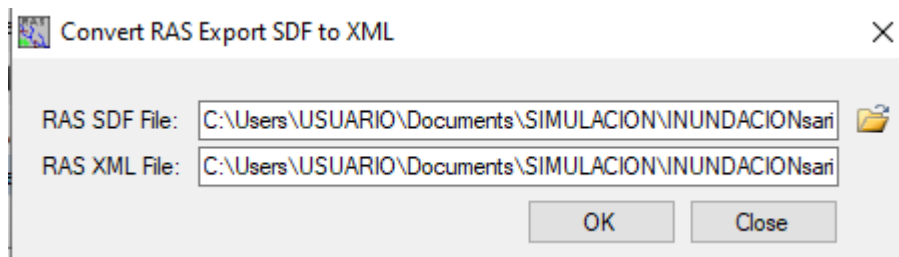 Convert RAS Export SDF to XML
RAS SDF File: C:\Users\USUARIO\Documents\SIMULACION\INUNDACIONsari
RAS XML File: C:\Users\USUARIO\Documents\SIMULACION\INUNDACIONsari
OK Close